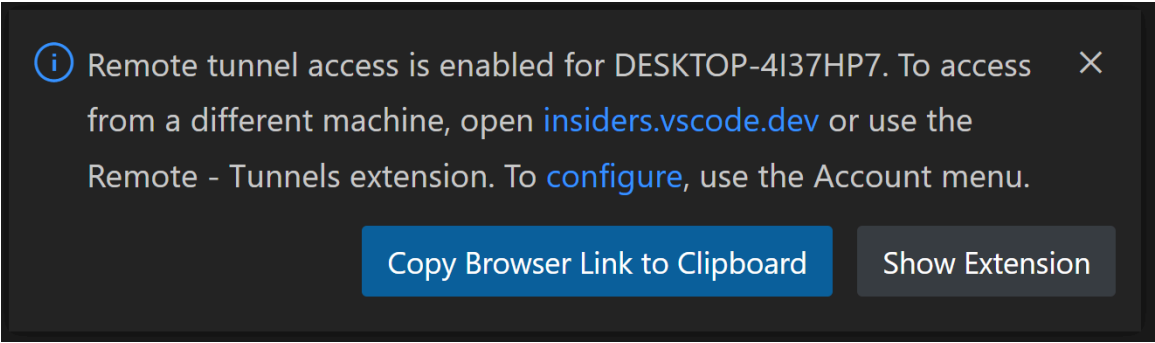 Remote tunnel access is enabled for DESKTOP-4I37HP7. To access
from a different machine, open insiders.vscode.dev or use the
Remote - Tunnels extension. To configure, use the Account menu.
Copy Browser Link to Clipboard
Show Extension